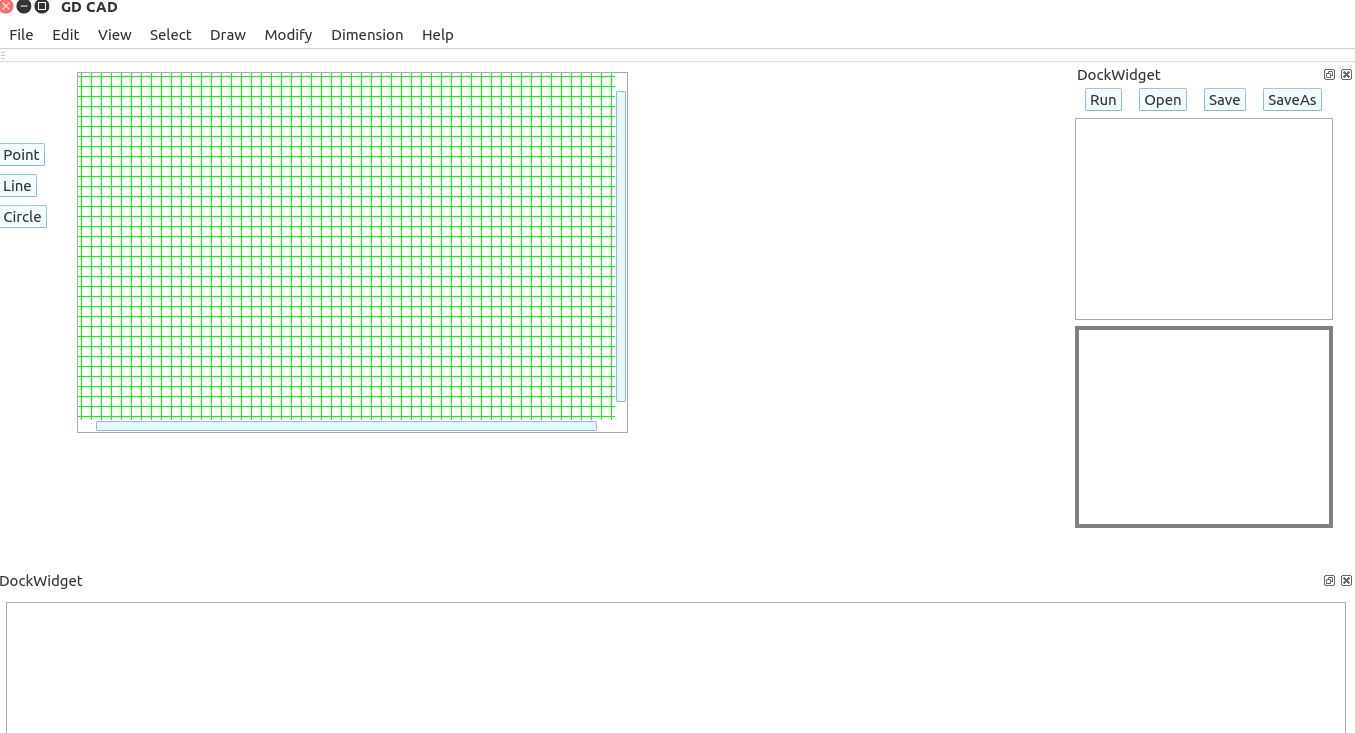 GD CAD
File Edit View Select Draw Modify Dimension Help
DockWidget
Run Open Save SaveAs
Point
Line
Circle
DockWidget